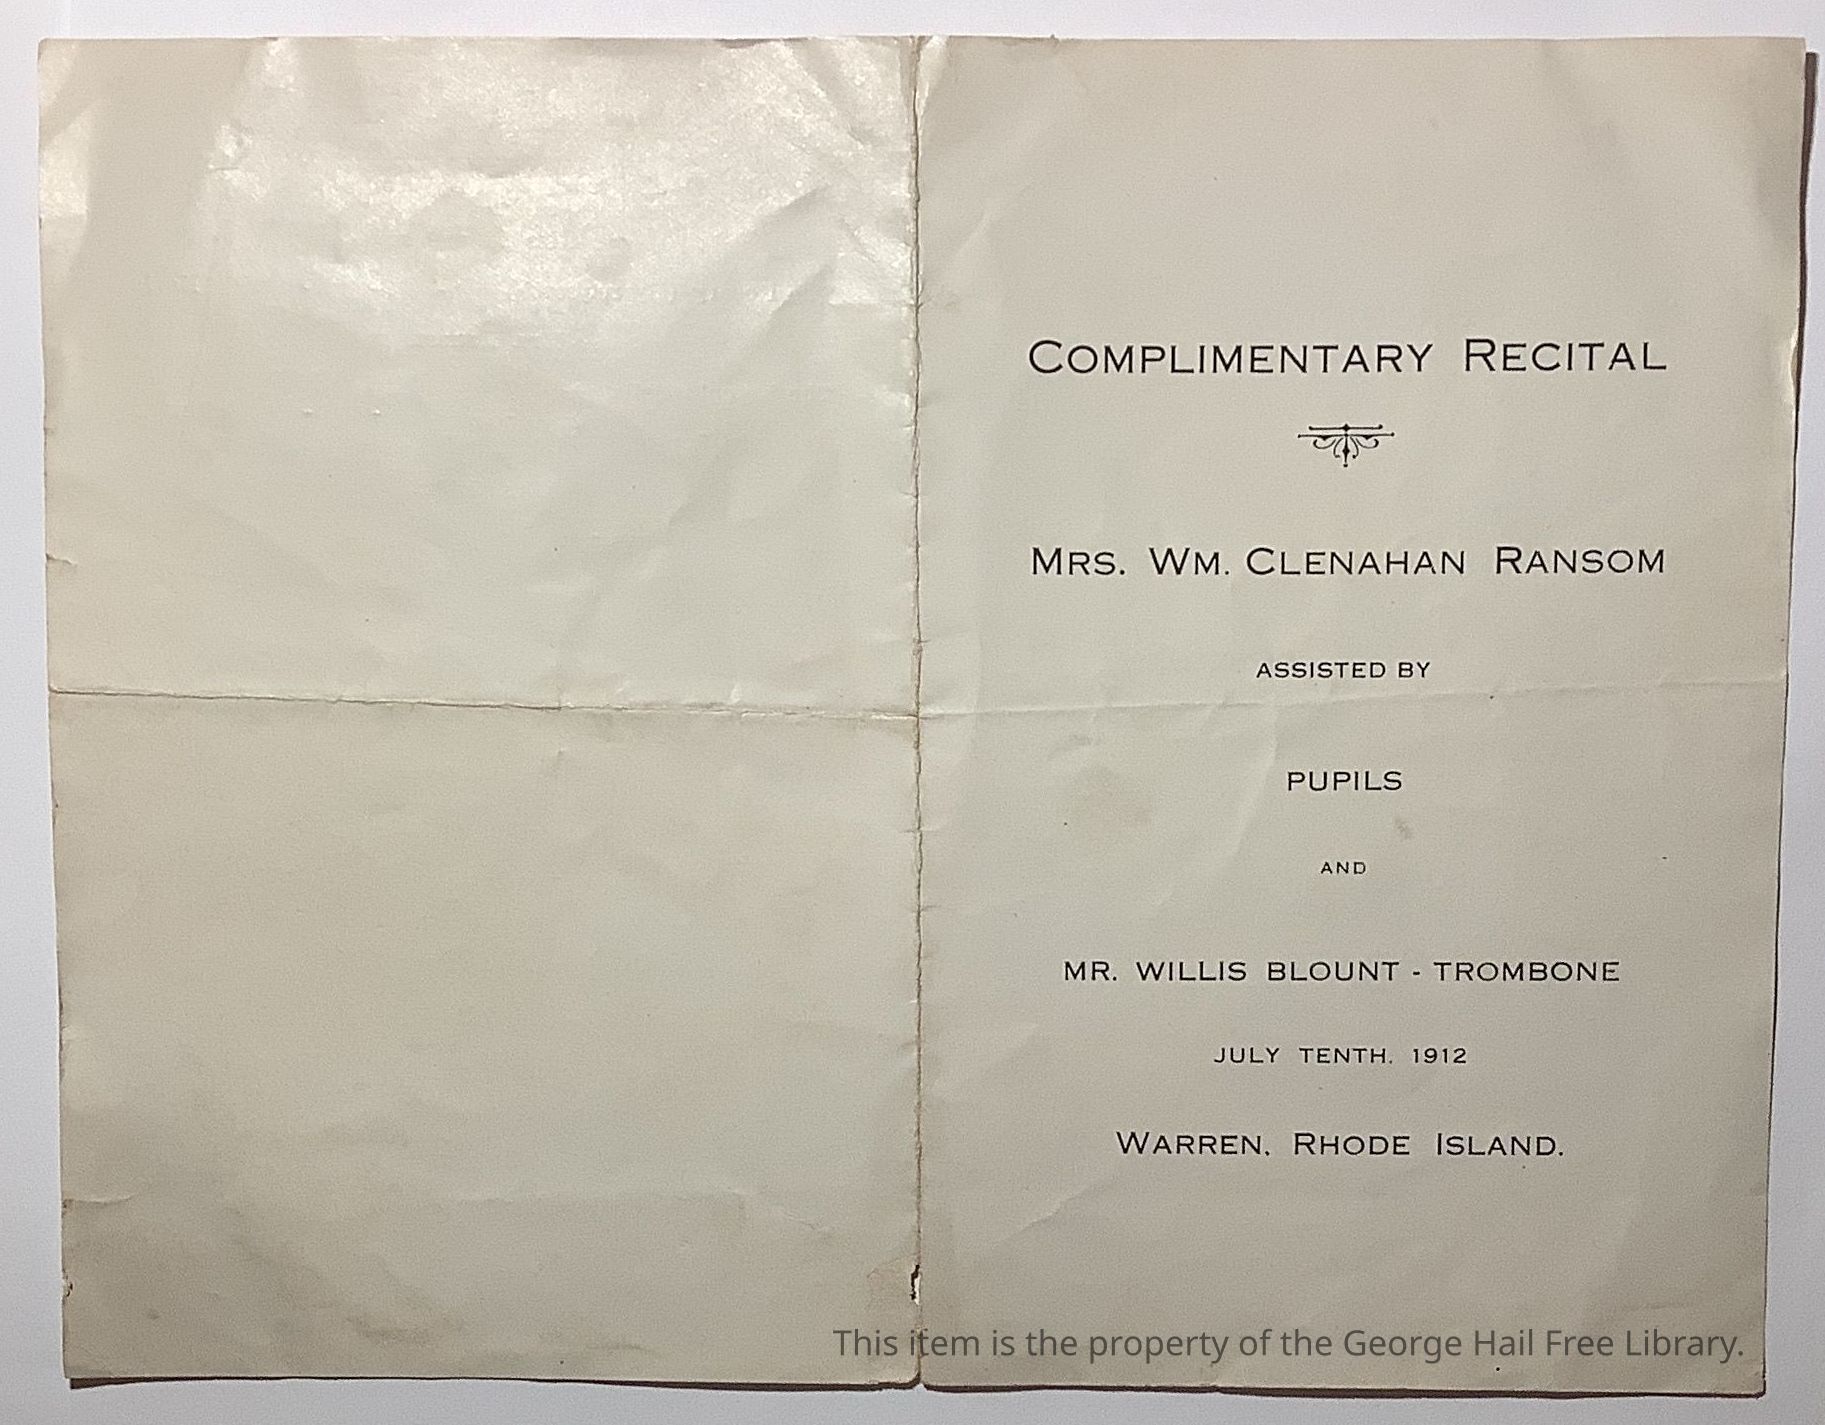 COMPLIMENTARY RECITAL
MRS. WM. CLENAHAN RANSOM
ASSISTED BY
PUPILS
AND
MR. WILLIS BLOUNT - TROMBONE
JULY TENTH, 1912
WARREN, RHODE ISLAND.
This item is the property of the George Hail Free Library.